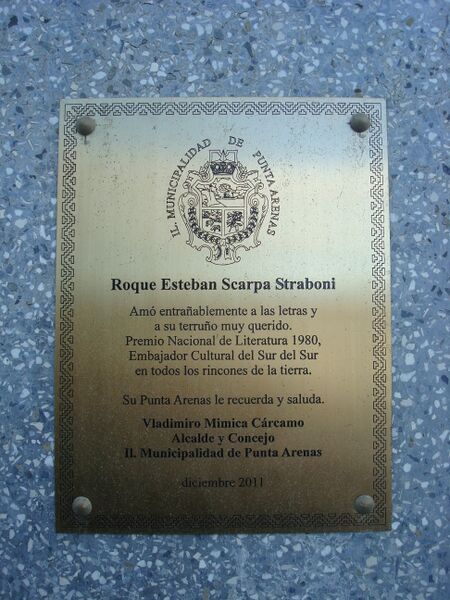 IL. MUNICIPALIDAD DE PUNTA ARENAS
Roque Esteban Scarpa Straboni
Amó entrañablemente a las letras y
a su terruño muy querido.
Premio Nacional de Literatura 1980,
Embajador Cultural del Sur del Sur
en todos los rincones de la tierra.
Su Punta Arenas le recuerda y saluda.
Vladimiro Mimica Cárcamo
Alcalde y Concejo
Il. Municipalidad de Punta Arenas
diciembre 2011